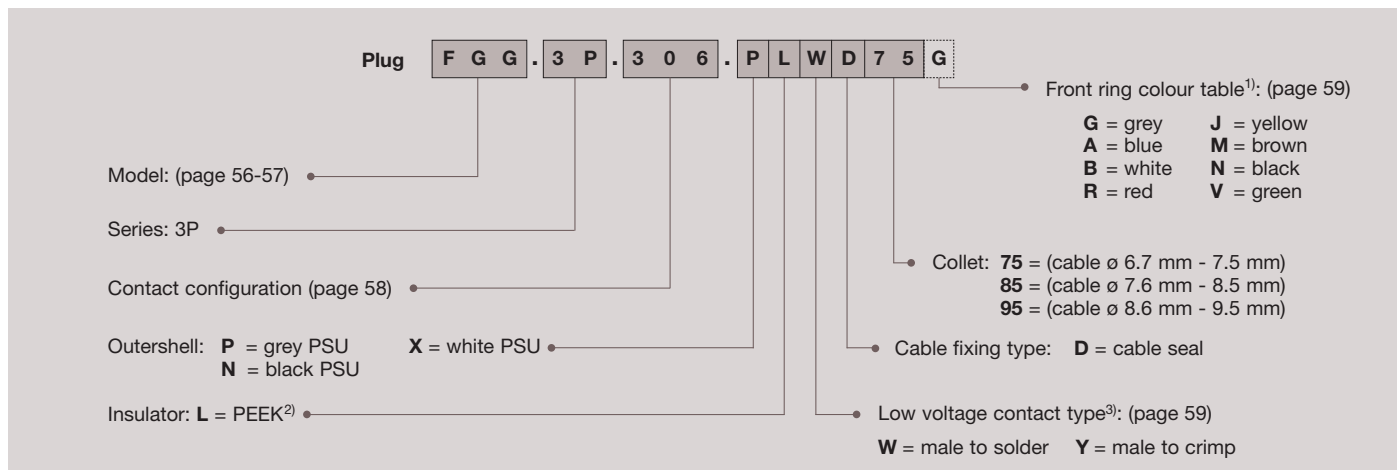 Plug F G G . 3 P . 3 0 6 . P L W D 7 5 G
Front ring colour table1): (page 59)
G = grey J = yellow
A = blue M = brown
B = white N = black
R = red V = green
Model: (page 56-57)
Series: 3P
Collet: 75 = (cable ø 6.7 mm - 7.5 mm)
85 = (cable ø 7.6 mm - 8.5 mm)
95 = (cable ø 8.6 mm - 9.5 mm)
Contact configuration (page 58)
Outershell: P = grey PSU X = white PSU
N = black PSU
Cable fixing type: D = cable seal
Insulator: L = PEEK2)
Low voltage contact type3): (page 59)
W = male to solder Y = male to crimp